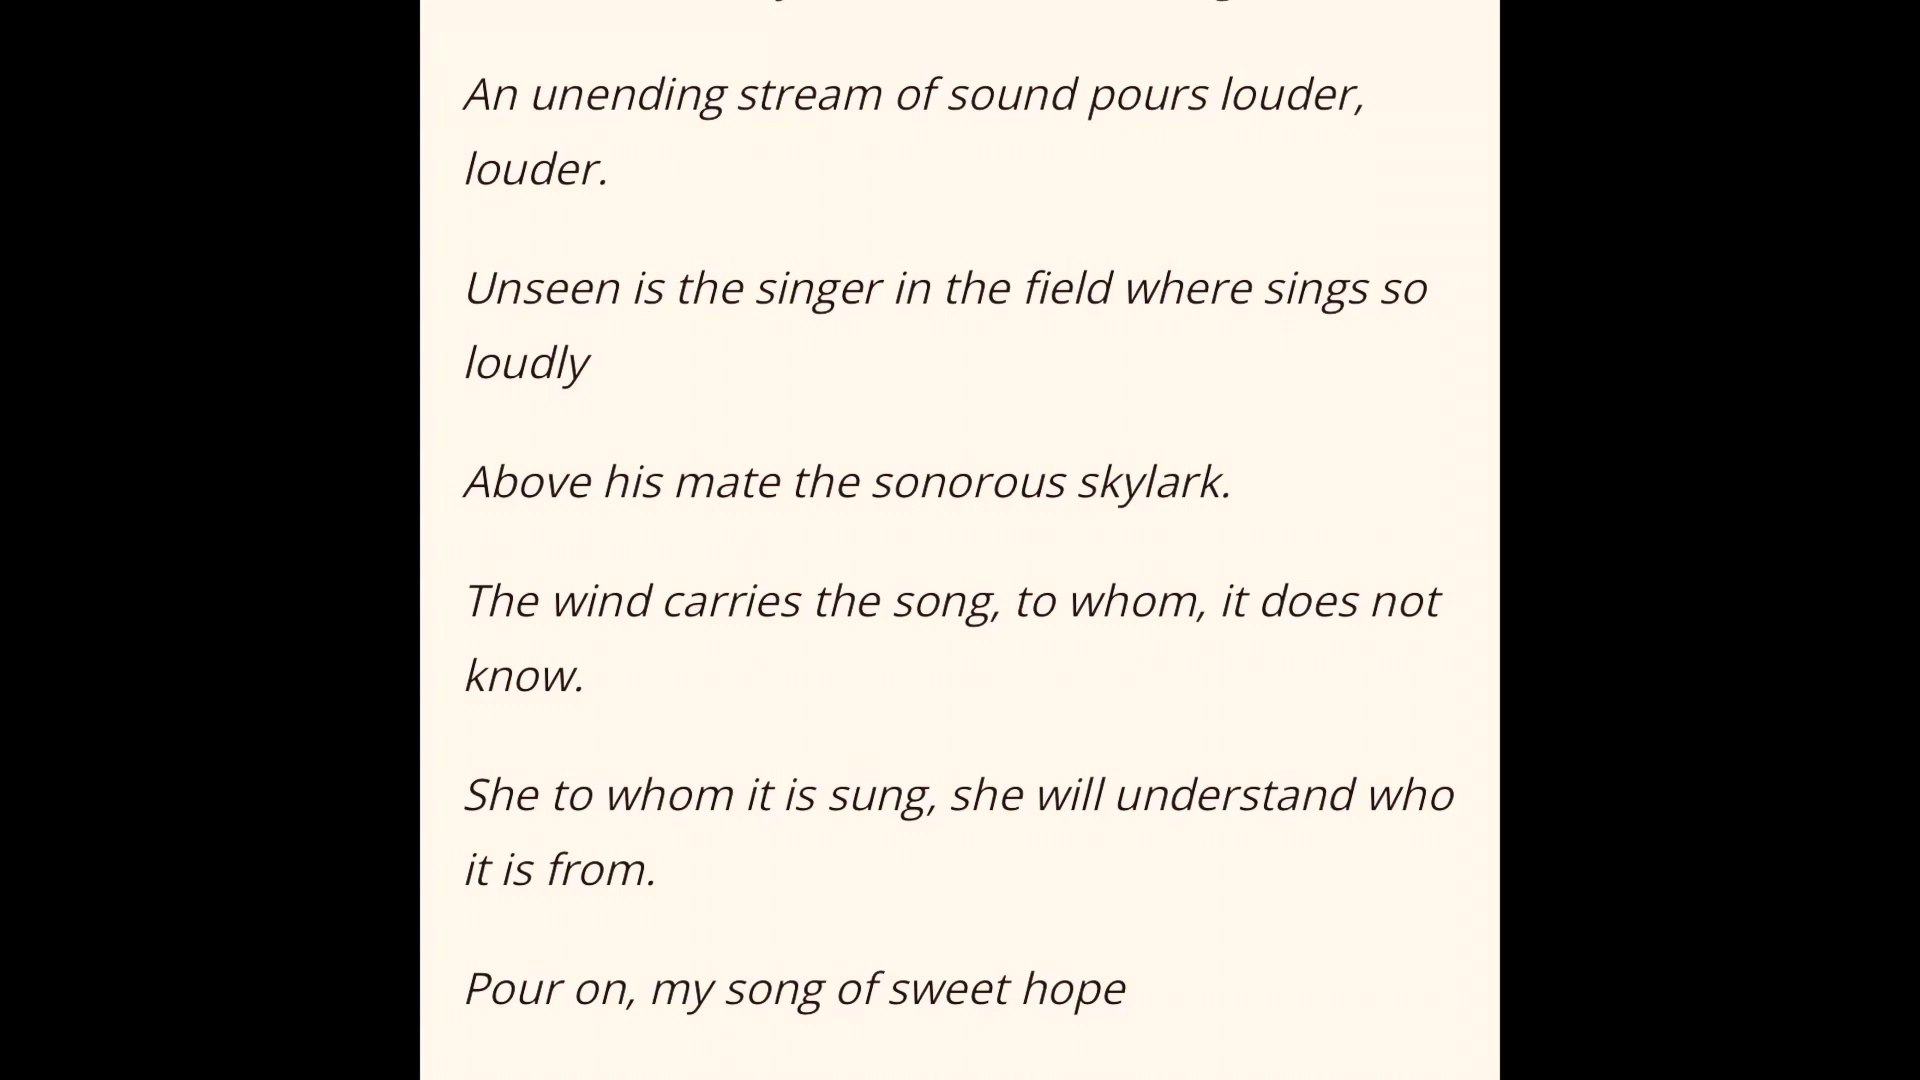 An unending stream of sound pours louder,
louder.
Unseen is the singer in the field where sings so
loudly
Above his mate the sonorous skylark.
The wind carries the song, to whom, it does not
know.
She to whom it is sung, she will understand who
it is from.
Pour on, my song of sweet hope